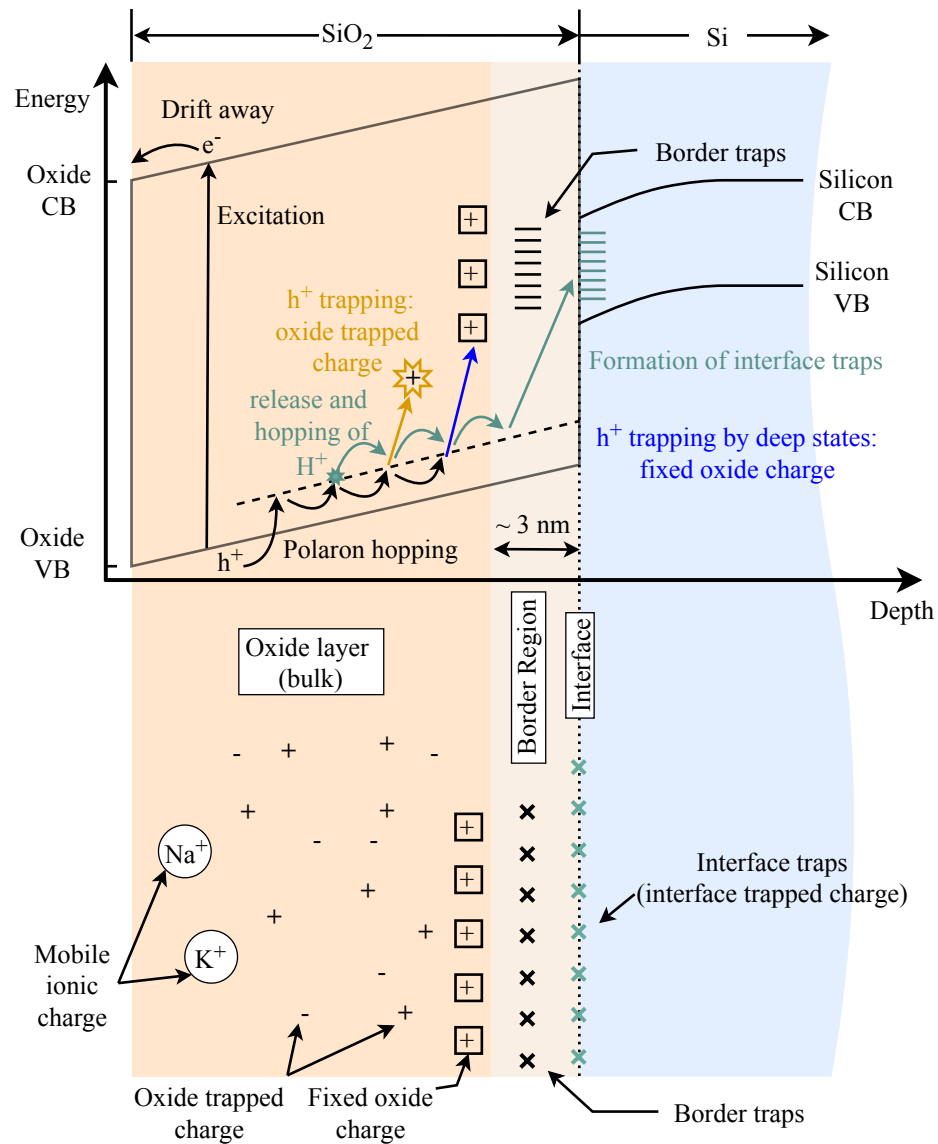 SiO₂
Si
Energy
Drift away
e⁻
Oxide
CB
Border traps
Silicon
CB
Excitation
+
+
+
Silicon
VB
h⁺ trapping:
oxide trapped
charge
+
Formation of interface traps
release and
hopping of
H⁺
h⁺ trapping by deep states:
fixed oxide charge
~ 3 nm
Oxide
VB
h⁺
Polaron hopping
Depth
Oxide layer
(bulk)
Border Region
Interface
- + + -
+ +
- -
+
Na⁺
+
+
+
+
K⁺
-
- +
+
+
+
Interface traps
(interface trapped charge)
Mobile
ionic
charge
+
Oxide trapped
charge
Fixed oxide
charge
Border traps